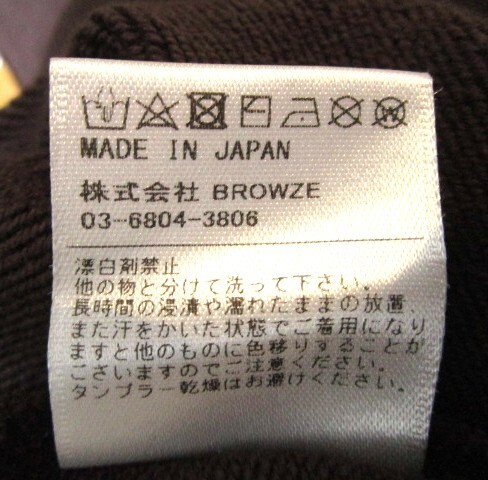 MADE IN JAPAN
株式会社 BROWZE
03-6804-3806
漂白剤禁止
他の物と分けて洗って下さい。
長時間の浸漬や濡れたままの放置、
また汗をかいた状態でご着用になり
ますと他のものに色移りすることが
ございますのでご注意ください。
タンブラー乾燥はお避けください。